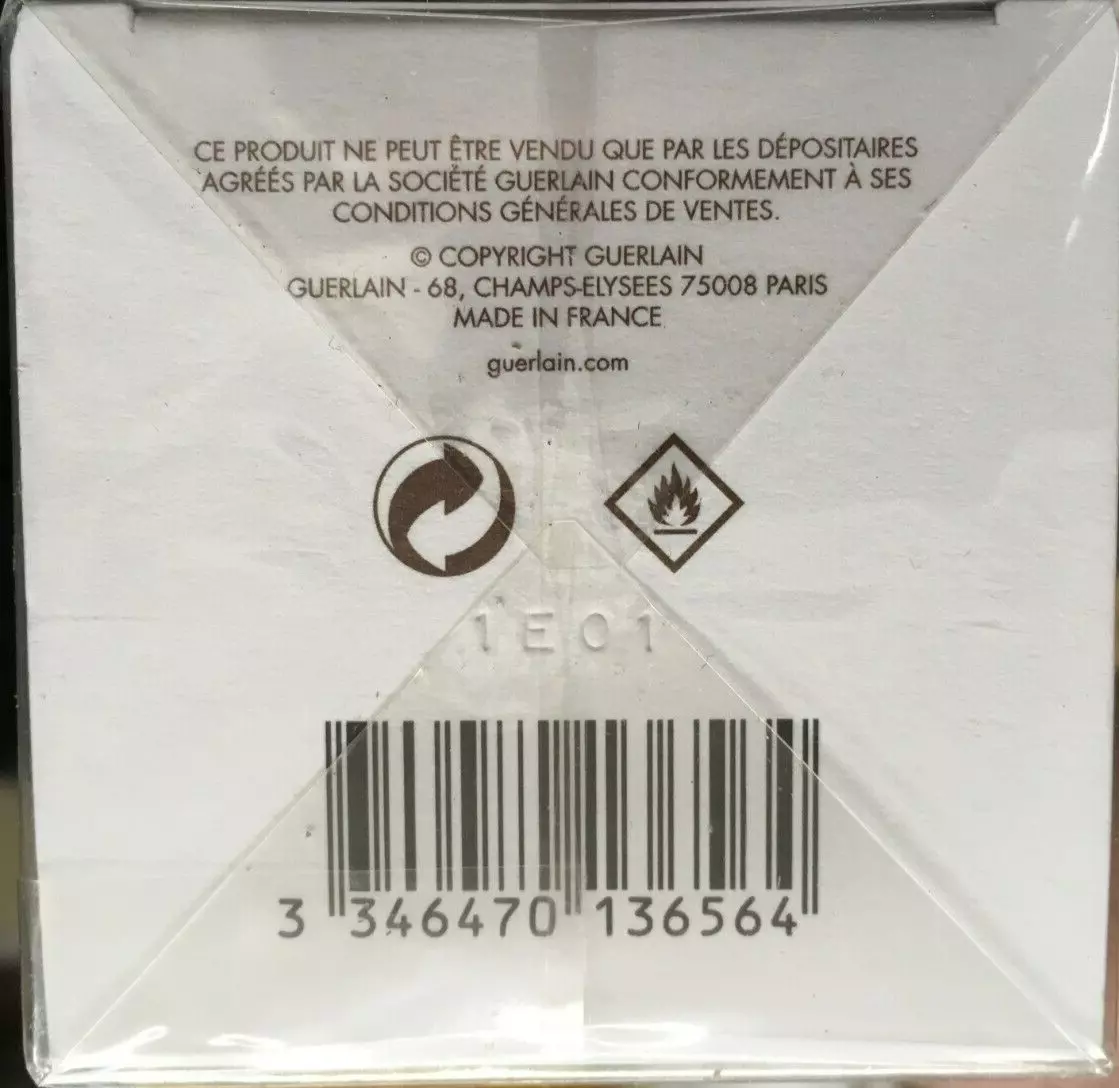 CE PRODUIT NE PEUT ÊTRE VENDU QUE PAR LES DÉPOSITAIRES
AGRÉÉS PAR LA SOCIÉTÉ GUERLAIN CONFORMEMENT À SES
CONDITIONS GÉNÉRALES DE VENTES.
© COPYRIGHT GUERLAIN
GUERLAIN - 68, CHAMPS-ELYSEES 75008 PARIS
MADE IN FRANCE
guerlain.com
1E01
3 346470 136564